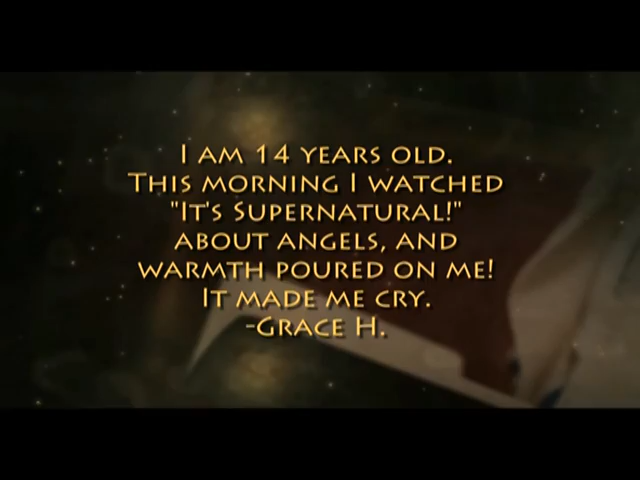 I AM 14 YEARS OLD.
THIS MORNING I WATCHED
"IT'S SUPERNATURAL!"
ABOUT ANGELS, AND
WARMTH POURED ON ME!
IT MADE ME CRY.
-GRACE H.